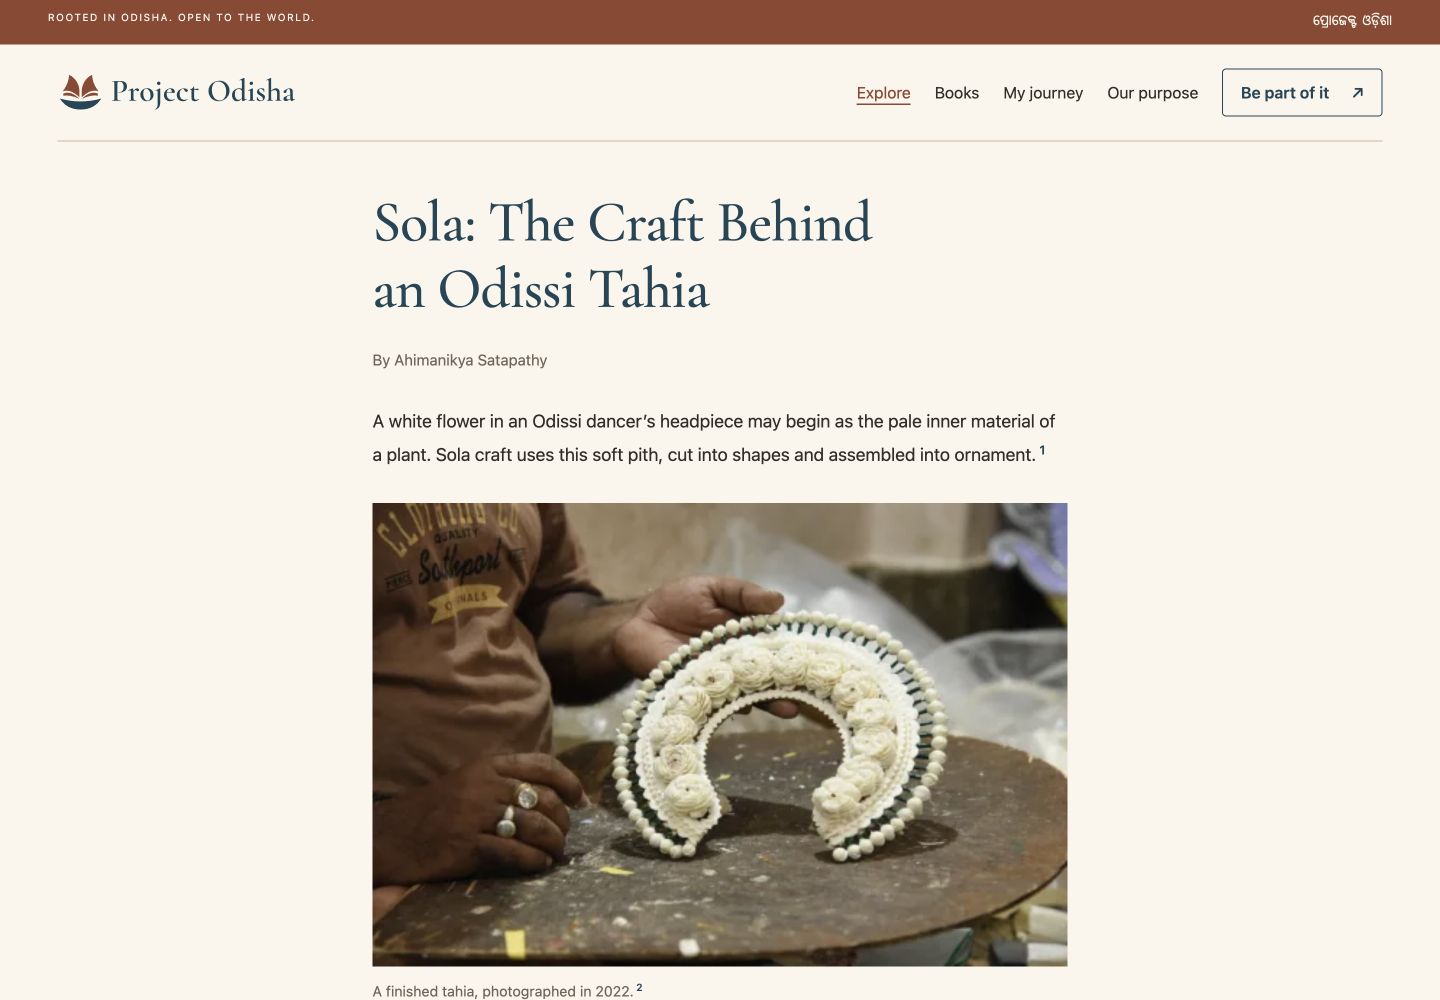 ROOTED IN ODISHA. OPEN TO THE WORLD.
ପ୍ରୋଜେକ୍ଟ ଓଡ଼ିଶା
Project Odisha
Explore
Books
My journey
Our purpose
Be part of it
Sola: The Craft Behind
an Odissi Tahia
By Ahimanikya Satapathy
A white flower in an Odissi dancer’s headpiece may begin as the pale inner material of
a plant. Sola craft uses this soft pith, cut into shapes and assembled into ornament. 1
CLOTHING CO.
QUALITY
Sothport
A finished tahia, photographed in 2022. 2